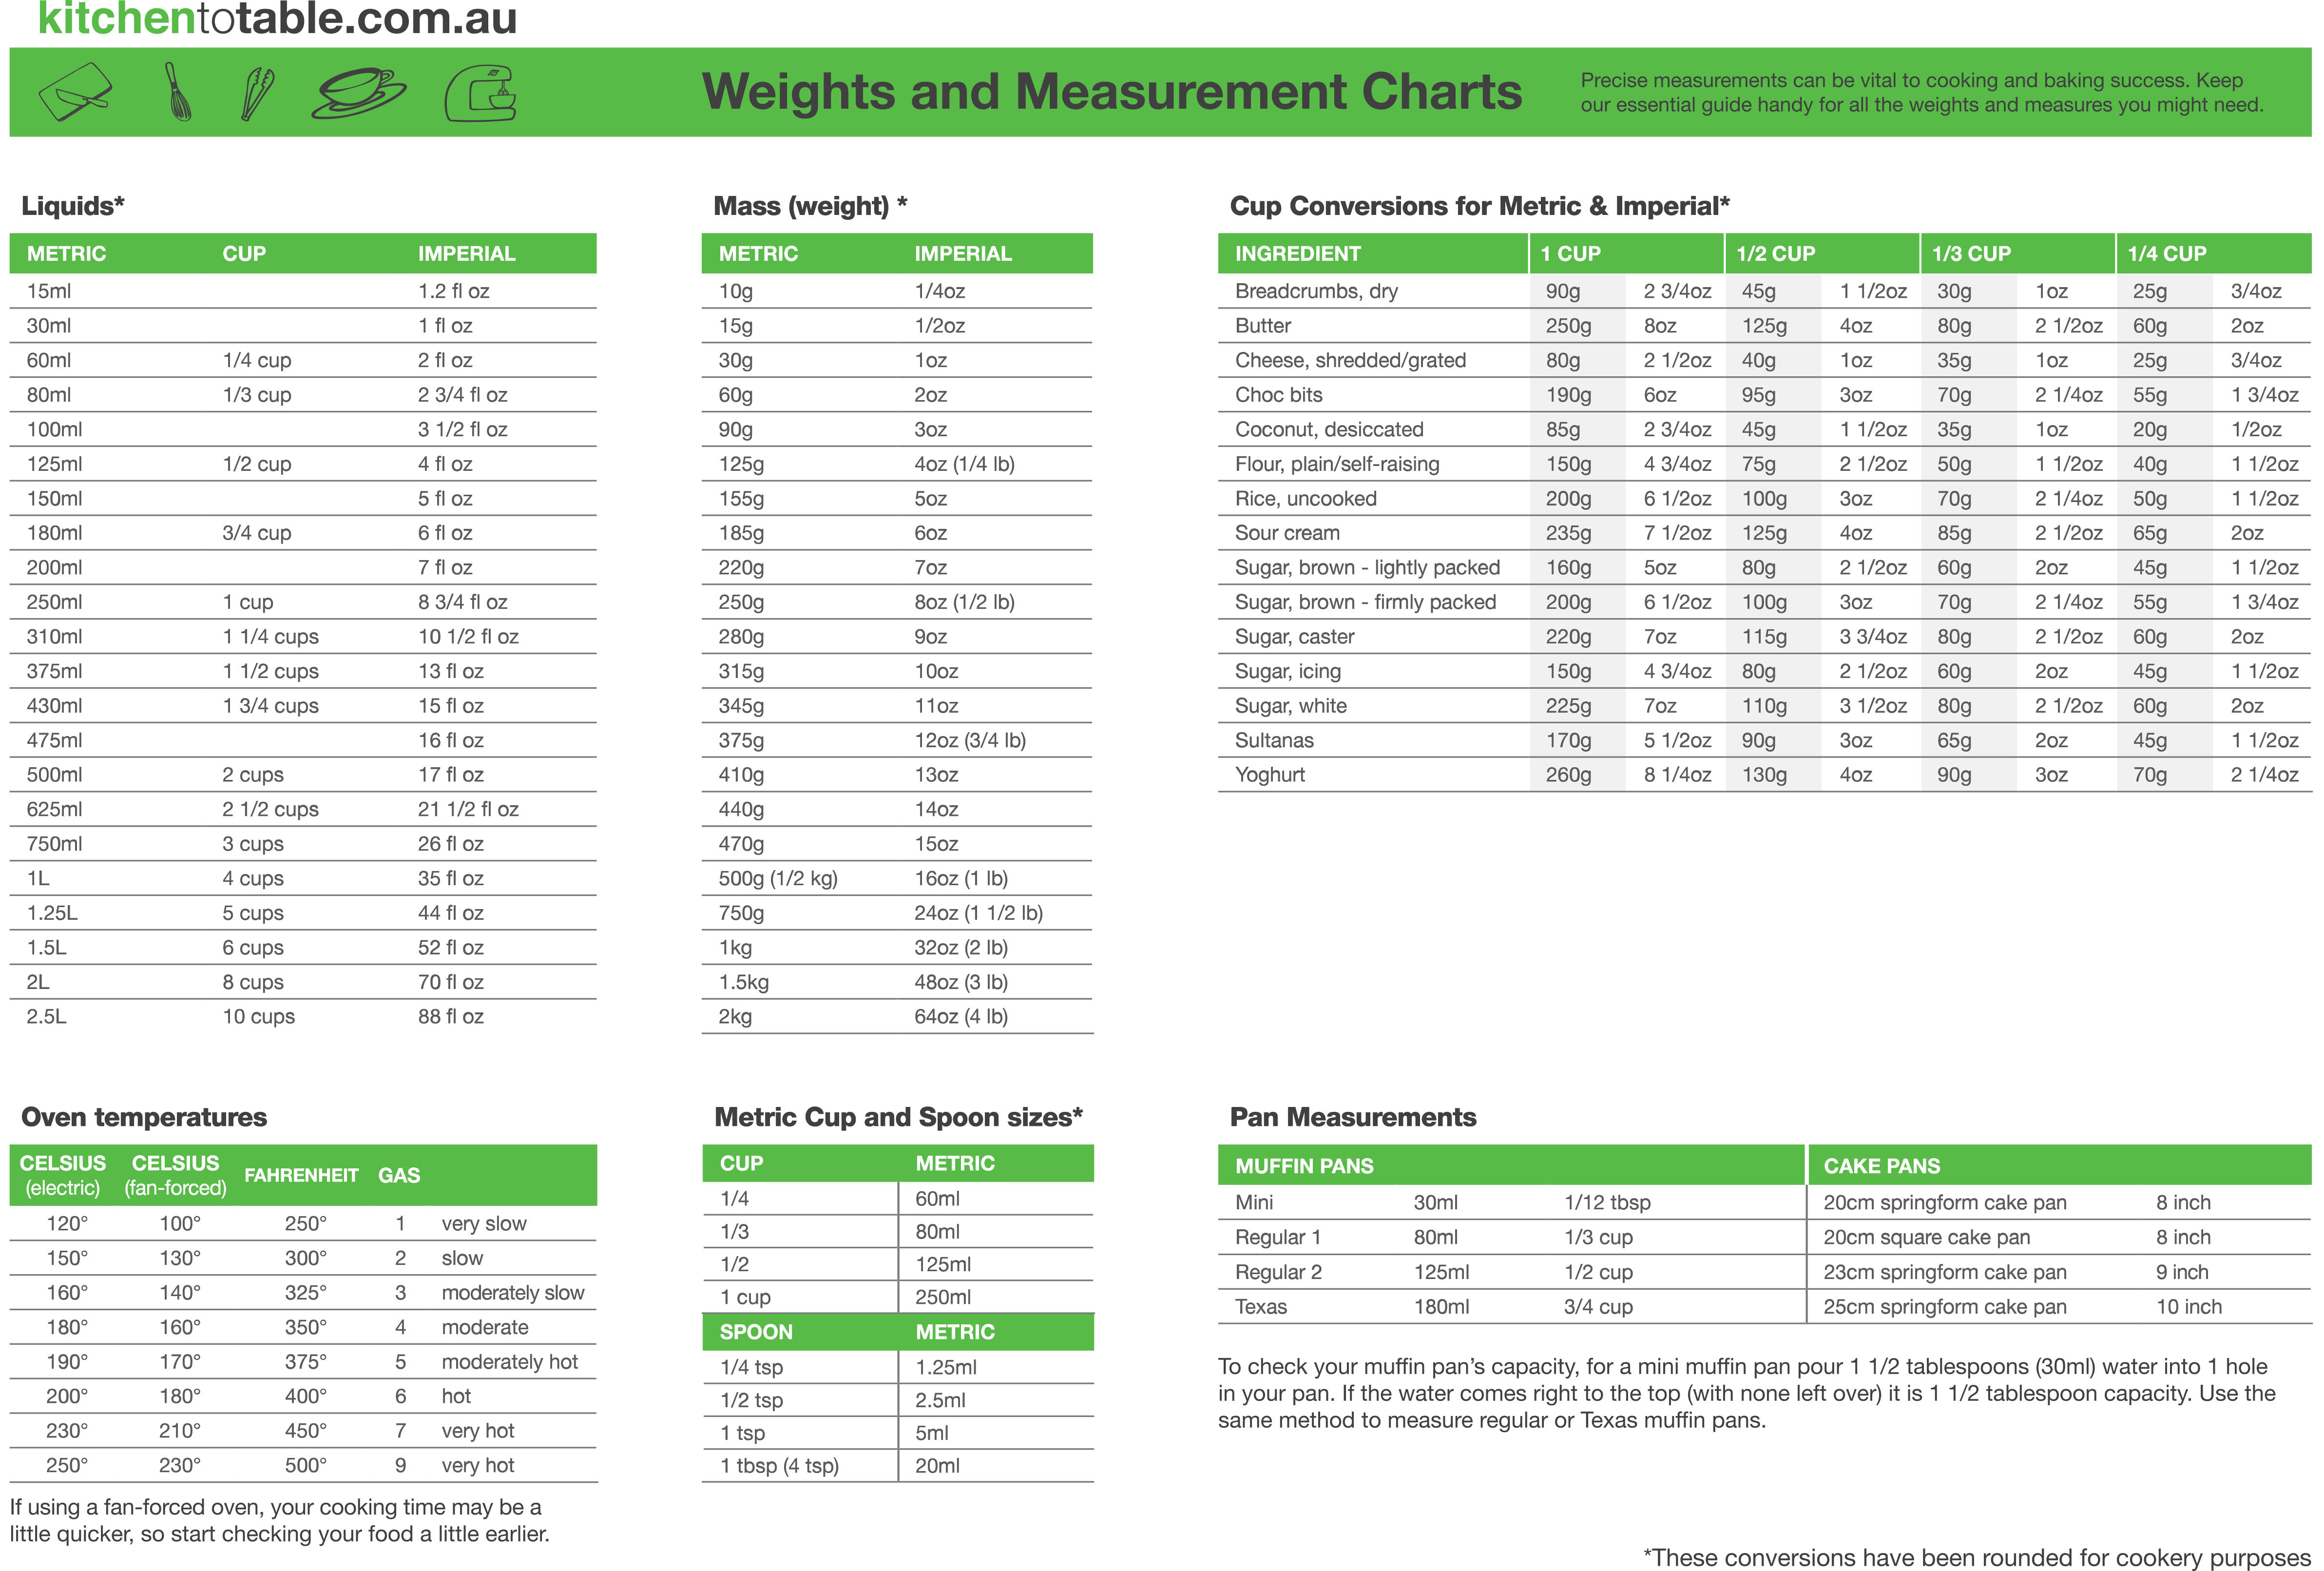 kitchentotable.com.au
Weights and Measurement Charts
Precise measurements can be vital to cooking and baking success. Keep
our essential guide handy for all the weights and measures you might need.
Liquids*
METRIC CUP IMPERIAL
15ml 1.2 fl oz
30ml 1 fl oz
60ml 1/4 cup 2 fl oz
80ml 1/3 cup 2 3/4 fl oz
100ml 3 1/2 fl oz
125ml 1/2 cup 4 fl oz
150ml 5 fl oz
180ml 3/4 cup 6 fl oz
200ml 7 fl oz
250ml 1 cup 8 3/4 fl oz
310ml 1 1/4 cups 10 1/2 fl oz
375ml 1 1/2 cups 13 fl oz
430ml 1 3/4 cups 15 fl oz
475ml 16 fl oz
500ml 2 cups 17 fl oz
625ml 2 1/2 cups 21 1/2 fl oz
750ml 3 cups 26 fl oz
1L 4 cups 35 fl oz
1.25L 5 cups 44 fl oz
1.5L 6 cups 52 fl oz
2L 8 cups 70 fl oz
2.5L 10 cups 88 fl oz
Mass (weight) *
METRIC IMPERIAL
10g 1/4oz
15g 1/2oz
30g 1oz
60g 2oz
90g 3oz
125g 4oz (1/4 lb)
155g 5oz
185g 6oz
220g 7oz
250g 8oz (1/2 lb)
280g 9oz
315g 10oz
345g 11oz
375g 12oz (3/4 lb)
410g 13oz
440g 14oz
470g 15oz
500g (1/2 kg) 16oz (1 lb)
750g 24oz (1 1/2 lb)
1kg 32oz (2 lb)
1.5kg 48oz (3 lb)
2kg 64oz (4 lb)
Cup Conversions for Metric & Imperial*
INGREDIENT 1 CUP 1/2 CUP 1/3 CUP 1/4 CUP
Breadcrumbs, dry 90g 2 3/4oz 45g 1 1/2oz 30g 1oz 25g 3/4oz
Butter 250g 8oz 125g 4oz 80g 2 1/2oz 60g 2oz
Cheese, shredded/grated 80g 2 1/2oz 40g 1oz 35g 1oz 25g 3/4oz
Choc bits 190g 6oz 95g 3oz 70g 2 1/4oz 55g 1 3/4oz
Coconut, desiccated 85g 2 3/4oz 45g 1 1/2oz 35g 1oz 20g 1/2oz
Flour, plain/self-raising 150g 4 3/4oz 75g 2 1/2oz 50g 1 1/2oz 40g 1 1/2oz
Rice, uncooked 200g 6 1/2oz 100g 3oz 70g 2 1/4oz 50g 1 1/2oz
Sour cream 235g 7 1/2oz 125g 4oz 85g 2 1/2oz 65g 2oz
Sugar, brown - lightly packed 160g 5oz 80g 2 1/2oz 60g 2oz 45g 1 1/2oz
Sugar, brown - firmly packed 200g 6 1/2oz 100g 3oz 70g 2 1/4oz 55g 1 3/4oz
Sugar, caster 220g 7oz 115g 3 3/4oz 80g 2 1/2oz 60g 2oz
Sugar, icing 150g 4 3/4oz 80g 2 1/2oz 60g 2oz 45g 1 1/2oz
Sugar, white 225g 7oz 110g 3 1/2oz 80g 2 1/2oz 60g 2oz
Sultanas 170g 5 1/2oz 90g 3oz 65g 2oz 45g 1 1/2oz
Yoghurt 260g 8 1/4oz 130g 4oz 90g 3oz 70g 2 1/4oz
Oven temperatures
CELSIUS (electric) CELSIUS (fan-forced) FAHRENHEIT GAS
120° 100° 250° 1 very slow
150° 130° 300° 2 slow
160° 140° 325° 3 moderately slow
180° 160° 350° 4 moderate
190° 170° 375° 5 moderately hot
200° 180° 400° 6 hot
230° 210° 450° 7 very hot
250° 230° 500° 9 very hot
If using a fan-forced oven, your cooking time may be a
little quicker, so start checking your food a little earlier.
Metric Cup and Spoon sizes*
CUP METRIC
1/4 60ml
1/3 80ml
1/2 125ml
1 cup 250ml
SPOON METRIC
1/4 tsp 1.25ml
1/2 tsp 2.5ml
1 tsp 5ml
1 tbsp (4 tsp) 20ml
Pan Measurements
MUFFIN PANS CAKE PANS
Mini 30ml 1/12 tbsp 20cm springform cake pan 8 inch
Regular 1 80ml 1/3 cup 20cm square cake pan 8 inch
Regular 2 125ml 1/2 cup 23cm springform cake pan 9 inch
Texas 180ml 3/4 cup 25cm springform cake pan 10 inch
To check your muffin pan's capacity, for a mini muffin pan pour 1 1/2 tablespoons (30ml) water into 1 hole
in your pan. If the water comes right to the top (with none left over) it is 1 1/2 tablespoon capacity. Use the
same method to measure regular or Texas muffin pans.
*These conversions have been rounded for cookery purposes